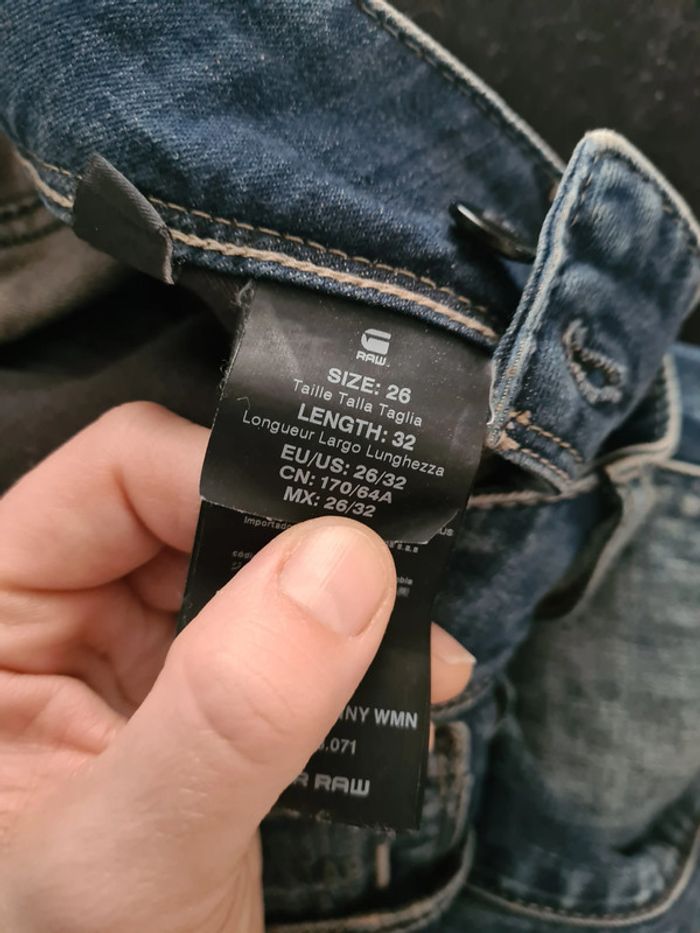 RAW
SIZE: 26
Taille Talla Taglia
LENGTH: 32
Longueur Largo Lunghezza
EU/US: 26/32
CN: 170/64A
MX: 26/32
NY WMN
.071
RAW